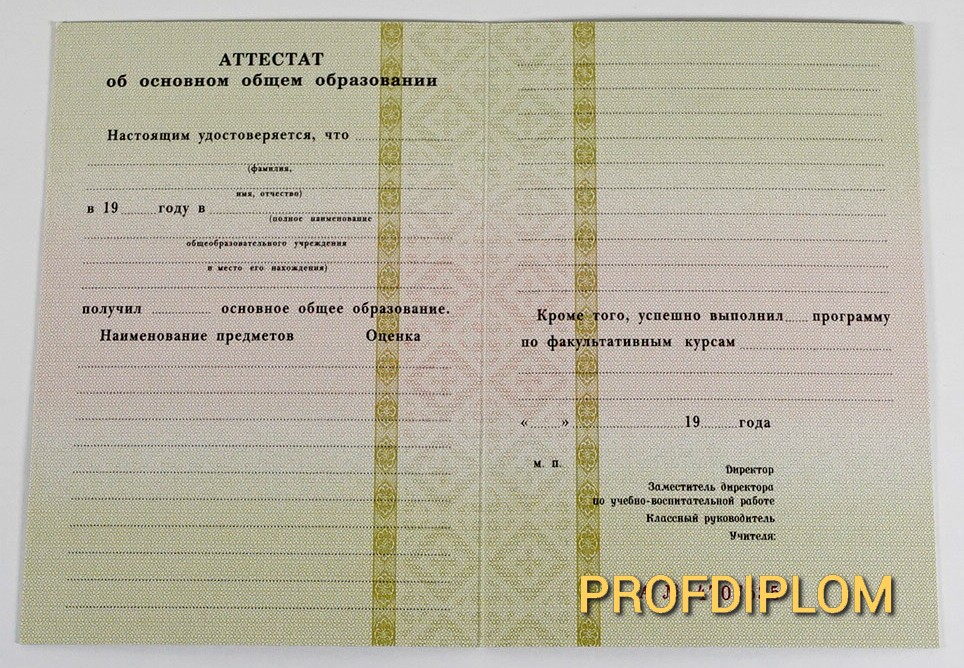 АТТЕСТАТ
об основном общем образовании
Настоящим удостоверяется, что
(фамилия,
имя, отчество)
в 19 году в
(полное наименование
общеобразовательного учреждения
и место его нахождения)
получил основное общее образование.
Наименование предметов Оценка
Кроме того, успешно выполнил программу
по факультативным курсам
« » 19 года
м. п.
Директор
Заместитель директора
по учебно-воспитательной работе
Классный руководитель
Учителя:
PROFDIPLOM